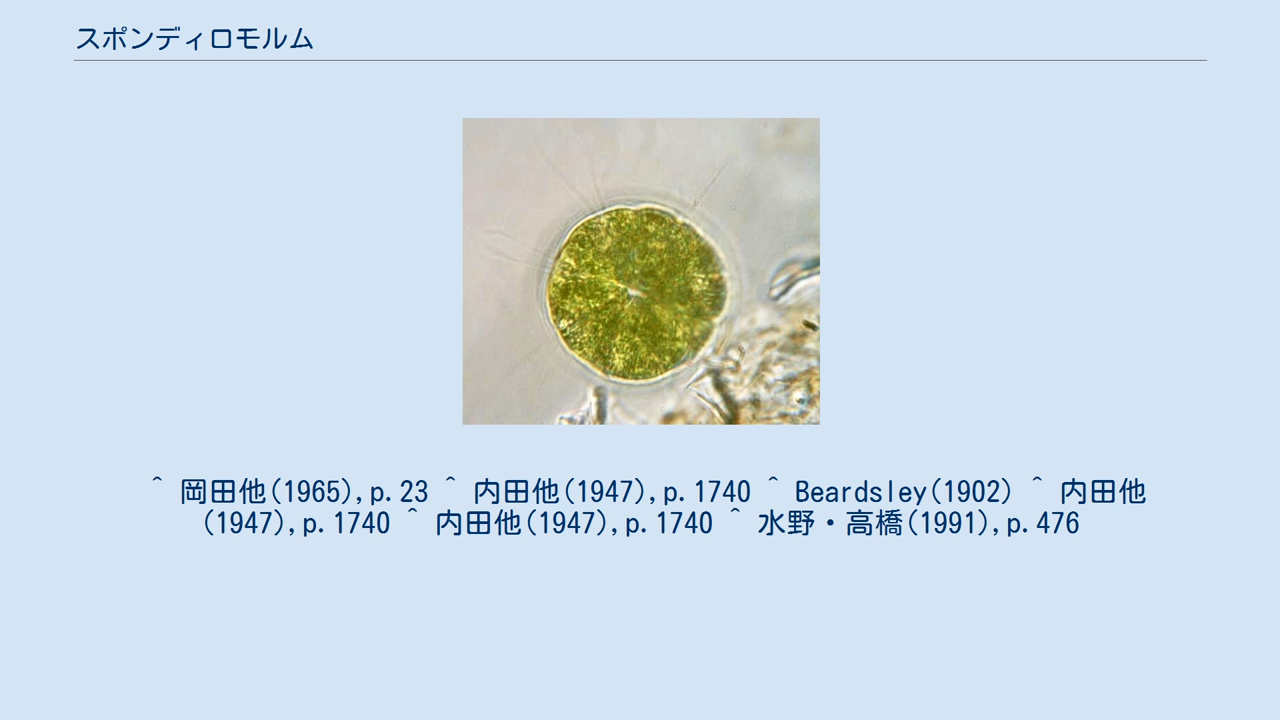 スポンディロモルム
^ 岡田他(1965),p.23 ^ 内田他(1947),p.1740 ^ Beardsley(1902) ^ 内田他
(1947),p.1740 ^ 内田他(1947),p.1740 ^ 水野・高橋(1991),p.476